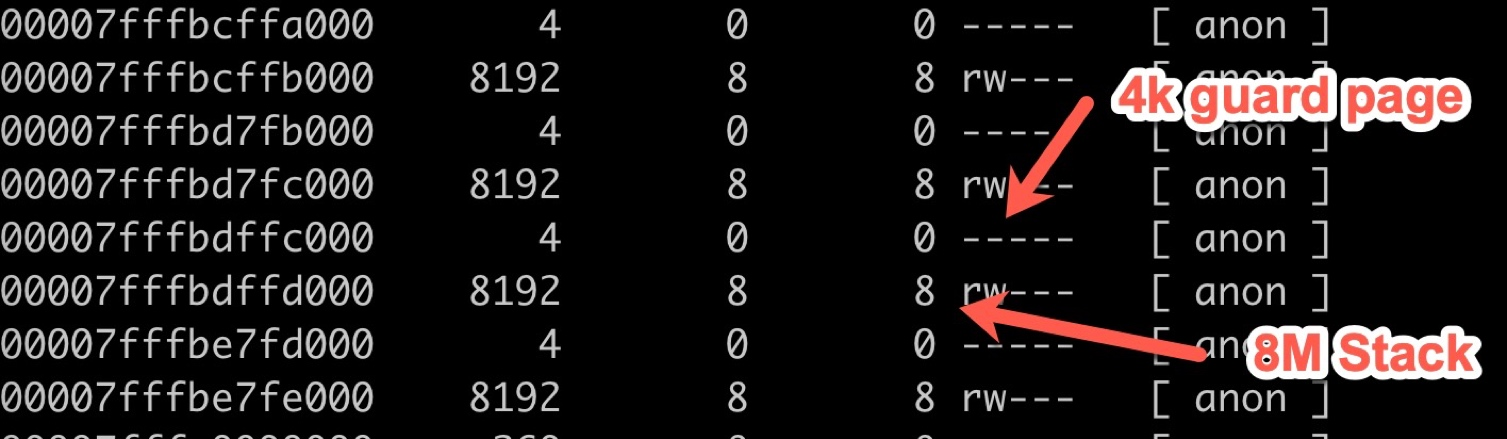 00007fffbcffa000 4 0 0 ----- [ anon ]
00007fffbcffb000 8192 8 8 rw--- [ anon ]
4k guard page
00007fffbd7fb000 4 0 0 ----- [ anon ]
00007fffbd7fc000 8192 8 8 rw--- [ anon ]
00007fffbdffc000 4 0 0 ----- [ anon ]
00007fffbdffd000 8192 8 8 rw--- [ anon ]
00007fffbe7fd000 4 0 0 ----- [ anon ]
8M Stack
00007fffbe7fe000 8192 8 8 rw--- [ anon ]